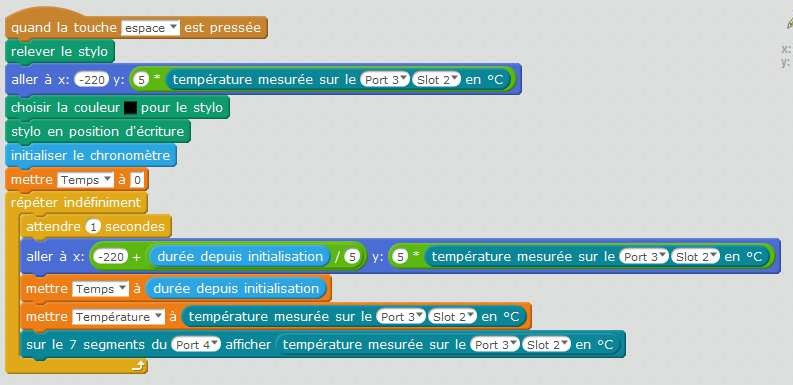 quand la touche espace est pressée
relever le stylo
aller à x: -220 y: 5 * température mesurée sur le Port 3 Slot 2 en °C
choisir la couleur pour le stylo
stylo en position d'écriture
initialiser le chronomètre
mettre Temps à 0
répéter indéfiniment
attendre 1 secondes
aller à x: -220 + durée depuis initialisation / 5 y: 5 * température mesurée sur le Port 3 Slot 2 en °C
mettre Temps à durée depuis initialisation
mettre Température à température mesurée sur le Port 3 Slot 2 en °C
sur le 7 segments du Port 4 afficher température mesurée sur le Port 3 Slot 2 en °C
x:
y: